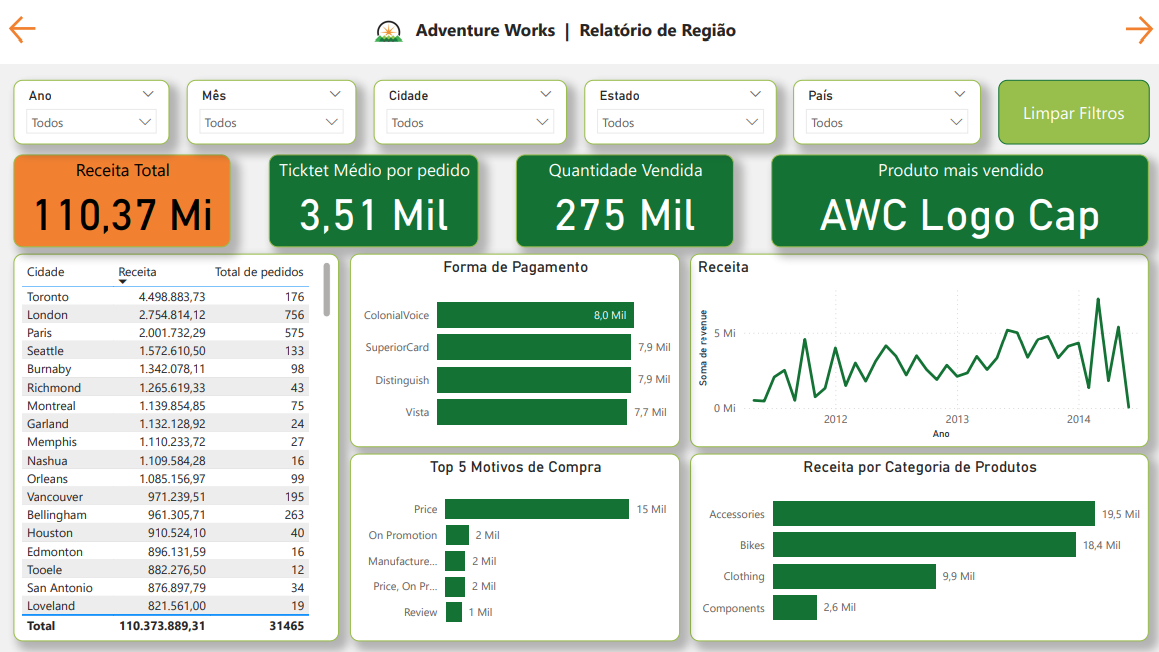 Adventure Works | Relatório de Região
Ano
Todos
Mês
Todos
Cidade
Todos
Estado
Todos
País
Todos
Limpar Filtros
Receita Total
110,37 Mi
Ticktet Médio por pedido
3,51 Mil
Quantidade Vendida
275 Mil
Produto mais vendido
AWC Logo Cap
Cidade Receita Total de pedidos
Toronto 4.498.883,73 176
London 2.754.814,12 756
Paris 2.001.732,29 575
Seattle 1.572.610,50 133
Burnaby 1.342.078,11 98
Richmond 1.265.619,33 43
Montreal 1.139.854,85 75
Garland 1.132.128,92 24
Memphis 1.110.233,72 27
Nashua 1.109.584,28 16
Orleans 1.085.156,97 99
Vancouver 971.239,51 195
Bellingham 961.305,71 263
Houston 910.524,10 40
Edmonton 896.131,59 16
Tooele 882.276,50 12
San Antonio 876.897,79 34
Loveland 821.561,00 19
Total 110.373.889,31 31465
Forma de Pagamento
ColonialVoice 8,0 Mil
SuperiorCard 7,9 Mil
Distinguish 7,9 Mil
Vista 7,7 Mil
Receita
Soma de revenue
5 Mi
0 Mi
2012 2013 2014
Ano
Top 5 Motivos de Compra
Price 15 Mil
On Promotion 2 Mil
Manufacture... 2 Mil
Price, On Pr... 2 Mil
Review 1 Mil
Receita por Categoria de Produtos
Accessories 19,5 Mil
Bikes 18,4 Mil
Clothing 9,9 Mil
Components 2,6 Mil